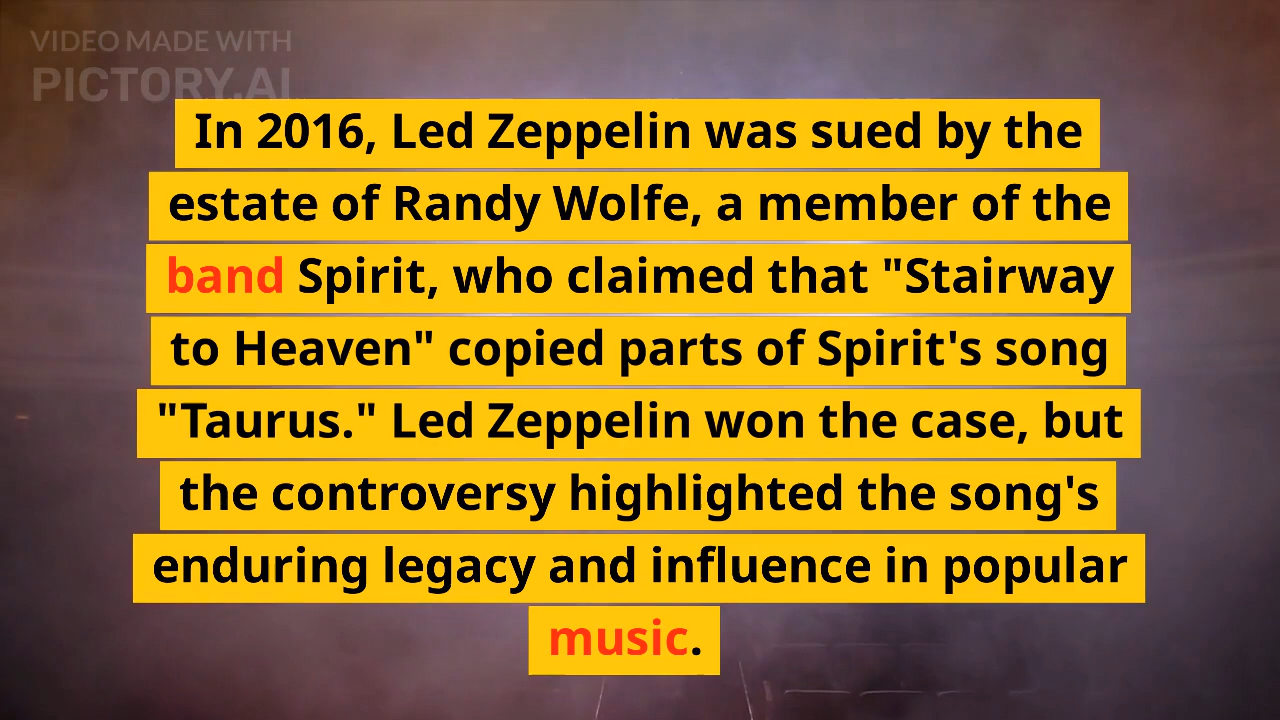 VIDEO MADE WITH
PICTORY.AI
In 2016, Led Zeppelin was sued by the
estate of Randy Wolfe, a member of the
band Spirit, who claimed that "Stairway
to Heaven" copied parts of Spirit's song
"Taurus." Led Zeppelin won the case, but
the controversy highlighted the song's
enduring legacy and influence in popular
music.